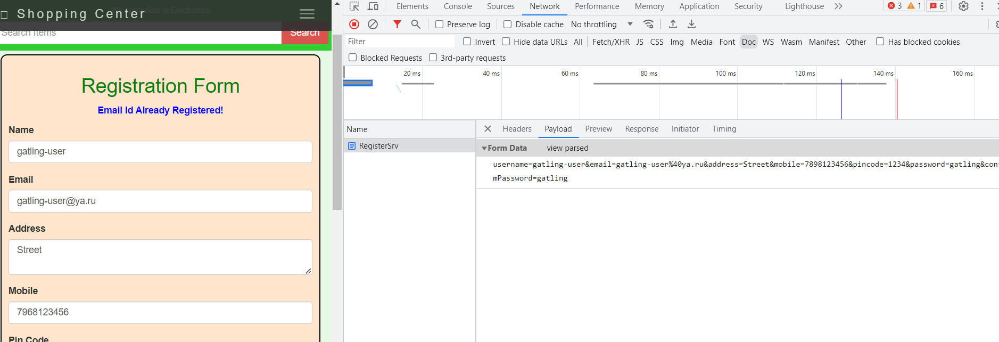 We specialize in Electronics
Shopping Center
Search Items
Search
Registration Form
Email Id Already Registered!
Name
gatling-user
Email
gatling-user@ya.ru
Address
Street
Mobile
7968123456
Pin Code
Elements Console Sources Network Performance Memory Application Security Lighthouse 3 1 6
Preserve log Disable cache No throttling
Filter Invert Hide data URLs All Fetch/XHR JS CSS Img Media Font Doc WS Wasm Manifest Other Has blocked cookies
Blocked Requests 3rd-party requests
20 ms 40 ms 60 ms 80 ms 100 ms 120 ms 140 ms 160 ms
Name
RegisterSrv
Headers Payload Preview Response Initiator Timing
Form Data view parsed
username=gatling-user&email=gatling-user%40ya.ru&address=Street&mobile=7898123456&pincode=1234&password=gatling&con
mPassword=gatling